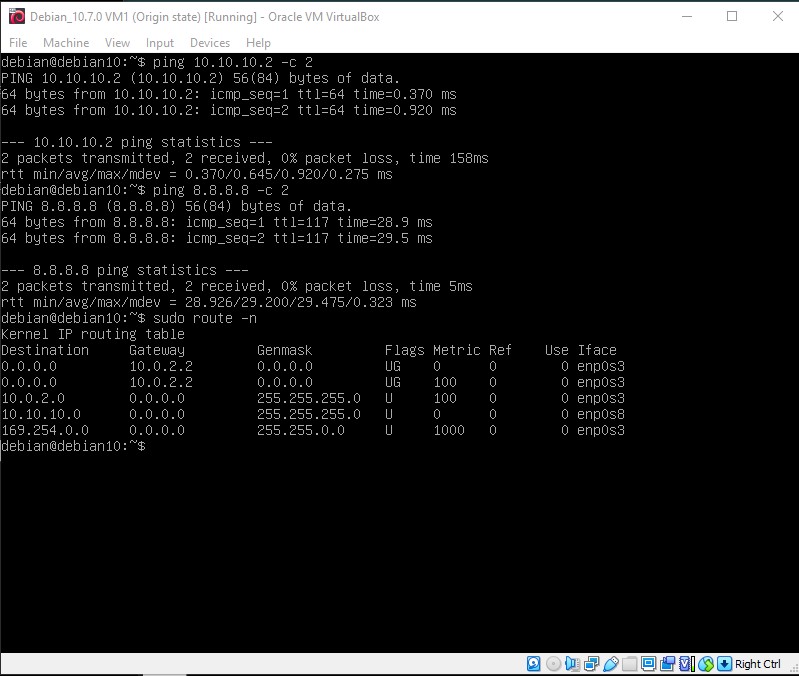 Debian_10.7.0 VM1 (Origin state) [Running] - Oracle VM VirtualBox
File Machine View Input Devices Help
debian@debian10:~$ ping 10.10.10.2 -c 2
PING 10.10.10.2 (10.10.10.2) 56(84) bytes of data.
64 bytes from 10.10.10.2: icmp_seq=1 ttl=64 time=0.370 ms
64 bytes from 10.10.10.2: icmp_seq=2 ttl=64 time=0.920 ms
--- 10.10.10.2 ping statistics ---
2 packets transmitted, 2 received, 0% packet loss, time 158ms
rtt min/avg/max/mdev = 0.370/0.645/0.920/0.275 ms
debian@debian10:~$ ping 8.8.8.8 -c 2
PING 8.8.8.8 (8.8.8.8) 56(84) bytes of data.
64 bytes from 8.8.8.8: icmp_seq=1 ttl=117 time=28.9 ms
64 bytes from 8.8.8.8: icmp_seq=2 ttl=117 time=29.5 ms
--- 8.8.8.8 ping statistics ---
2 packets transmitted, 2 received, 0% packet loss, time 5ms
rtt min/avg/max/mdev = 28.926/29.200/29.475/0.323 ms
debian@debian10:~$ sudo route -n
Kernel IP routing table
Destination Gateway Genmask Flags Metric Ref Use Iface
0.0.0.0 10.0.2.2 0.0.0.0 UG 0 0 0 enp0s3
0.0.0.0 10.0.2.2 0.0.0.0 UG 100 0 0 enp0s3
10.0.2.0 0.0.0.0 255.255.255.0 U 100 0 0 enp0s3
10.10.10.0 0.0.0.0 255.255.255.0 U 0 0 0 enp0s8
169.254.0.0 0.0.0.0 255.255.0.0 U 1000 0 0 enp0s3
debian@debian10:~$
Right Ctrl